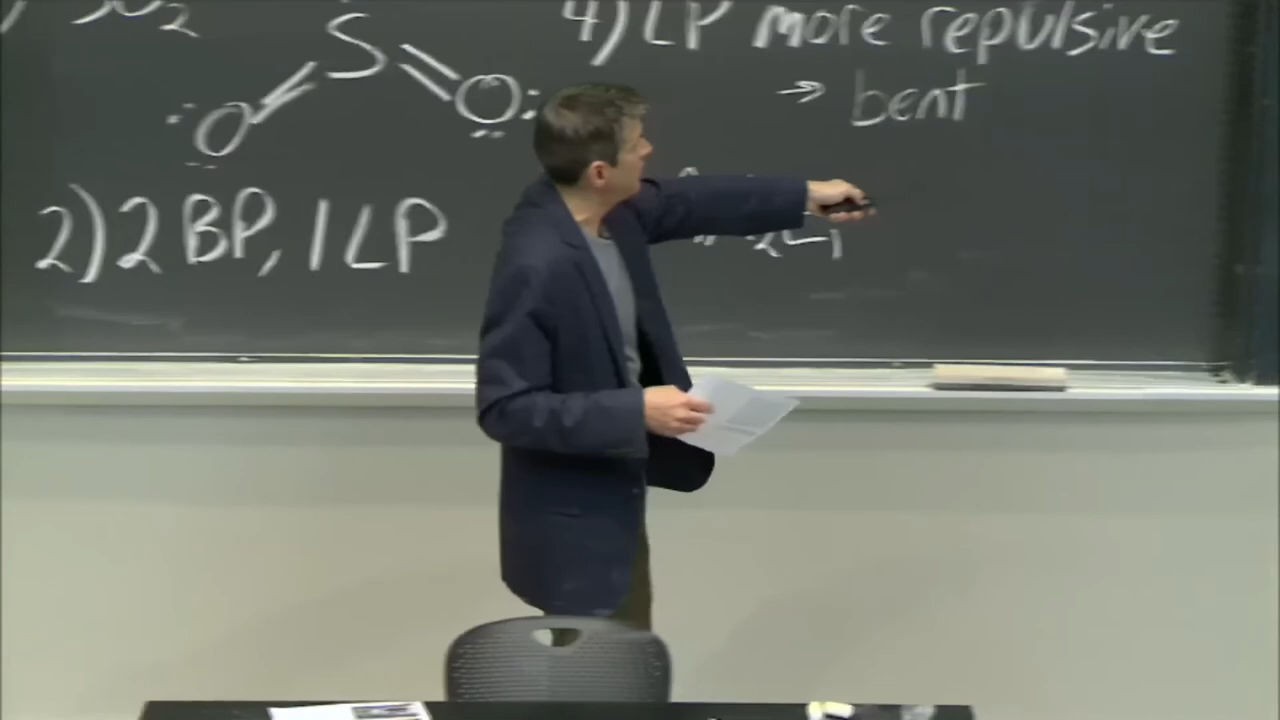 ) SO₂
S
O O
2) 2 BP, 1 LP
4) LP more repulsive
→ bent